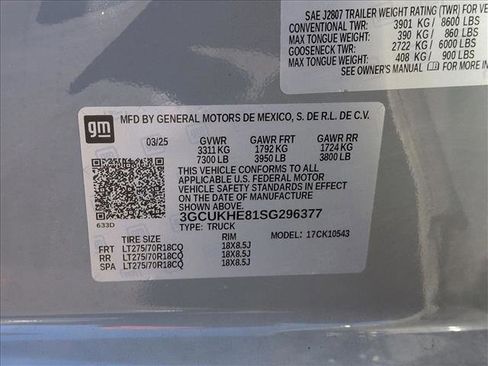 SAE J2807 TRAILER WEIGHT RATING (TWR) FOR VE
CONVENTIONAL TWR: 3901 KG / 8600 LBS
MAX TONGUE WEIGHT: 390 KG / 860 LBS
GOOSENECK TWR: 2722 KG / 6000 LBS
MAX TONGUE WEIGHT: 408 KG / 900 LBS
SEE OWNER'S MANUAL
gm
MFD BY GENERAL MOTORS DE MEXICO, S. DE R.L. DE C.V.
03/25 GVWR GAWR FRT GAWR RR
3311 KG 1792 KG 1724 KG
7300 LB 3950 LB 3800 LB
THIS VEHICLE CONFORMS TO ALL
APPLICABLE U.S. FEDERAL MOTOR
VEHICLE SAFETY, BUMPER, AND THEFT
PREVENTION STANDARDS IN EFFECT ON
THE DATE OF MANUFACTURE SHOWN ABOVE.
633D
3GCUKHE81SG296377
TYPE: TRUCK
17CK10543
TIRE SIZE RIM
FRT LT275/70R18CQ 18X8.5J
RR LT275/70R18CQ 18X8.5J
SPA LT275/70R18CQ 18X8.5J